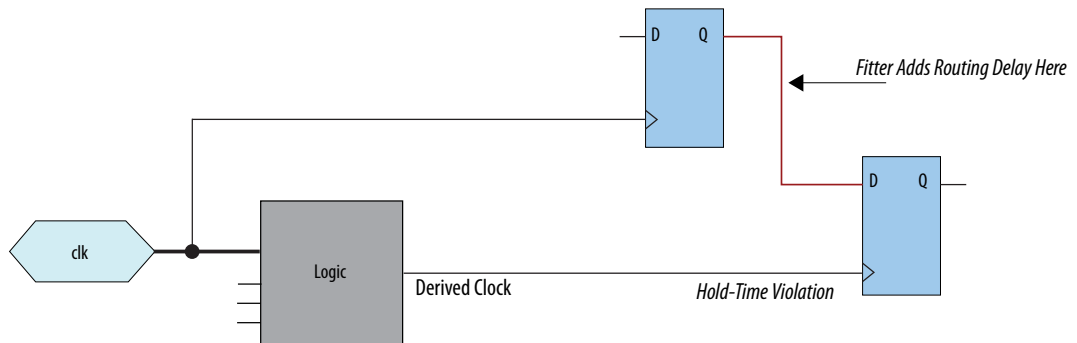 D Q
Fitter Adds Routing Delay Here
D Q
clk
Logic
Derived Clock
Hold-Time Violation